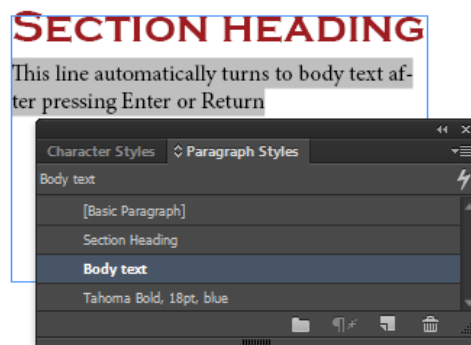 SECTION HEADING
This line automatically turns to body text af-
ter pressing Enter or Return
Character Styles Paragraph Styles
Body text
[Basic Paragraph]
Section Heading
Body text
Tahoma Bold, 18pt, blue